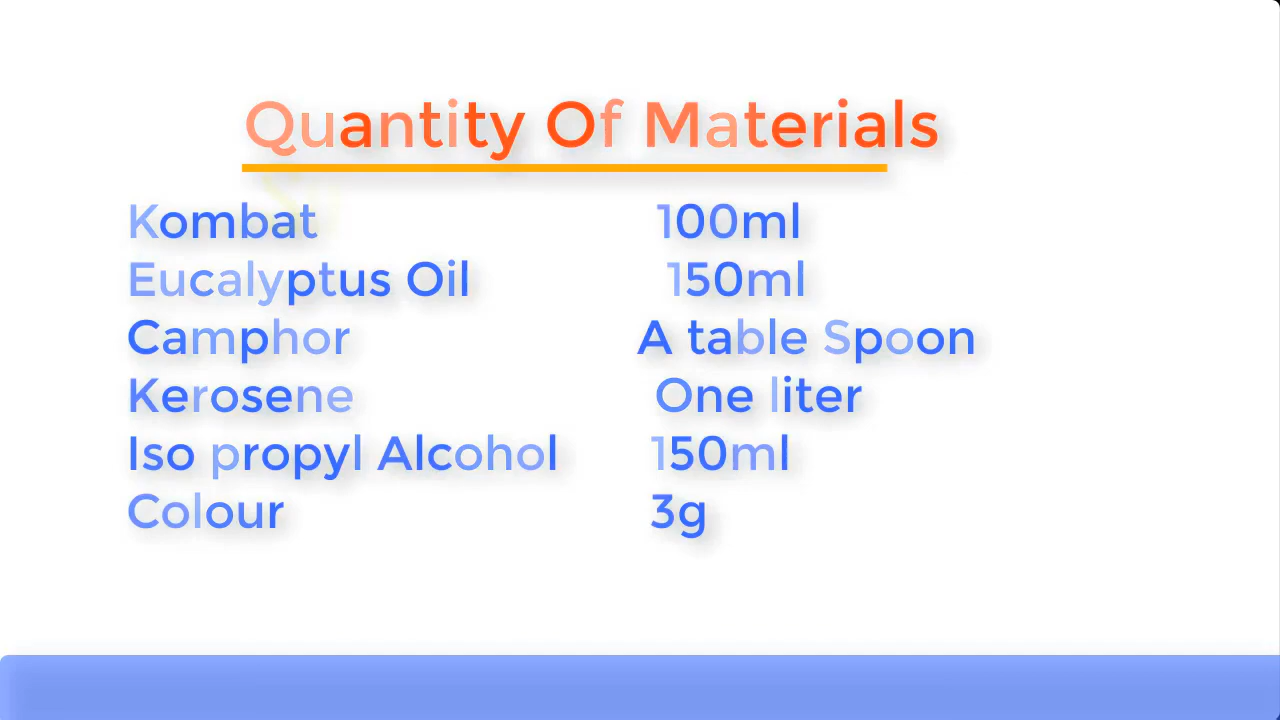 Quantity Of Materials
Kombat 100ml
Eucalyptus Oil 150ml
Camphor A table Spoon
Kerosene One liter
Iso propyl Alcohol 150ml
Colour 3g